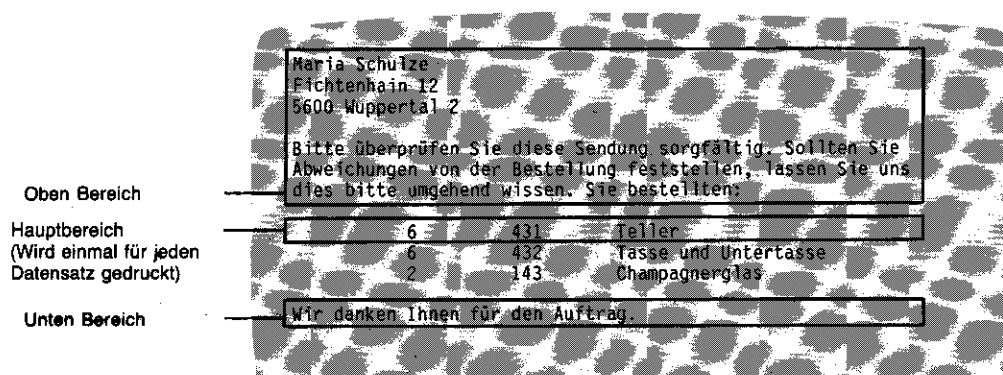 Maria Schulze
Fichtenhain 12
5600 Wuppertal 2
Bitte überprüfen Sie diese Sendung sorgfältig. Sollten Sie
Abweichungen von der Bestellung feststellen, lassen Sie uns
dies bitte umgehend wissen. Sie bestellten:
Oben Bereich
Hauptbereich
(Wird einmal für jeden
Datensatz gedruckt)
6 431 Teller
6 432 Tasse und Untertasse
2 143 Champagnerglas
Unten Bereich
Wir danken Ihnen für den Auftrag.